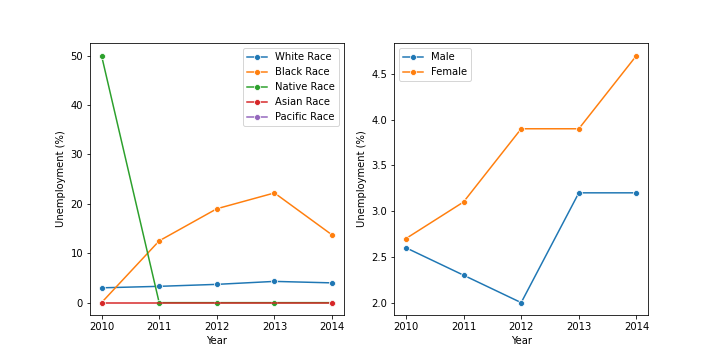 White Race
Black Race
Native Race
Asian Race
Pacific Race
50
40
30
20
10
0
Unemployment (%)
2010 2011 2012 2013 2014
Year
Male
Female
4.5
4.0
3.5
3.0
2.5
2.0
Unemployment (%)
2010 2011 2012 2013 2014
Year